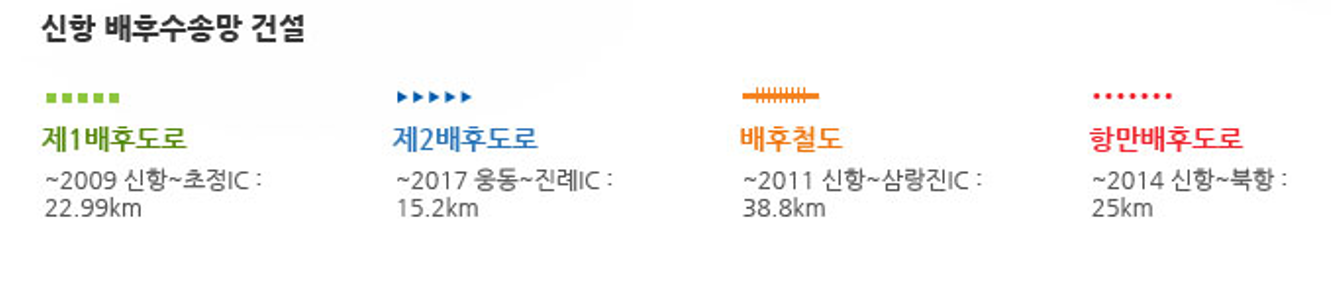 신항 배후수송망 건설
제1배후도로
~2009 신항~초정IC :
22.99km
제2배후도로
~2017 웅동~진례IC :
15.2km
배후철도
~2011 신항~삼랑진IC :
38.8km
항만배후도로
~2014 신항~북항 :
25km